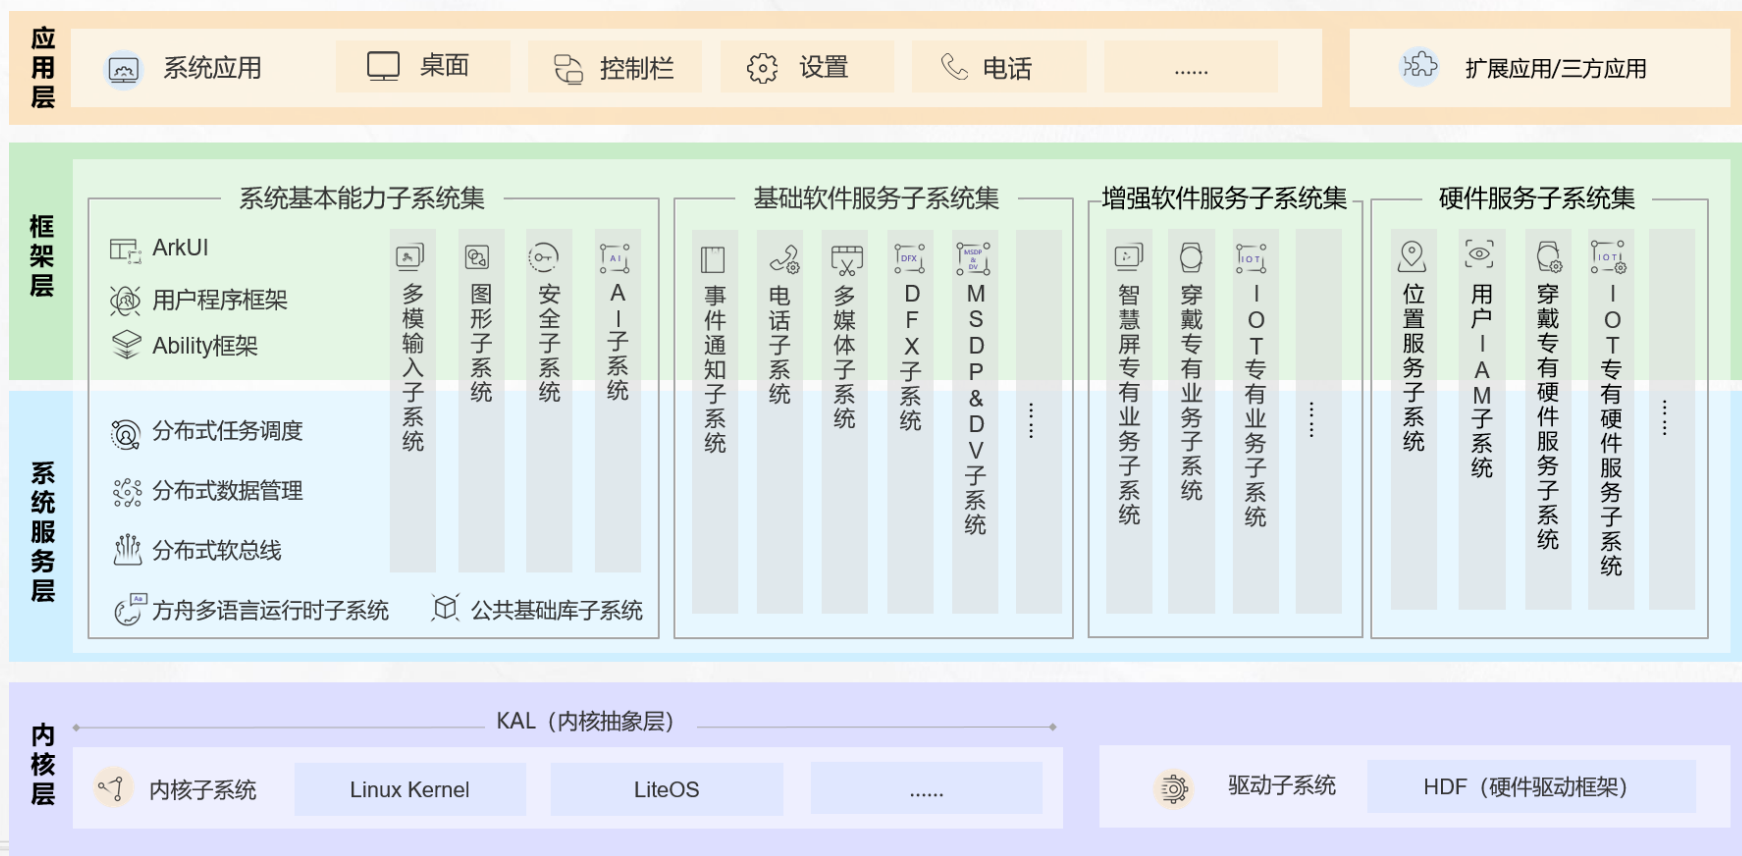 应用层
系统应用
桌面
控制栏
设置
电话
......
扩展应用/三方应用
框架层
系统服务层
系统基本能力子系统集
ArkUI
用户程序框架
Ability框架
分布式任务调度
分布式数据管理
分布式软总线
方舟多语言运行时子系统
公共基础库子系统
多模输入子系统
图形子系统
安全子系统
AI
AI子系统
基础软件服务子系统集
事件通知子系统
电话子系统
多媒体子系统
DFX
DFX子系统
MSDP
&
DV
MSDP&DV子系统
......
增强软件服务子系统集
智慧屏专有业务子系统
穿戴专有业务子系统
IOT
IOT专有业务子系统
......
硬件服务子系统集
位置服务子系统
用户IAM子系统
穿戴专有硬件服务子系统
IOT
IOT专有硬件服务子系统
......
内核层
KAL（内核抽象层）
内核子系统
Linux Kernel
LiteOS
......
驱动子系统
HDF（硬件驱动框架）